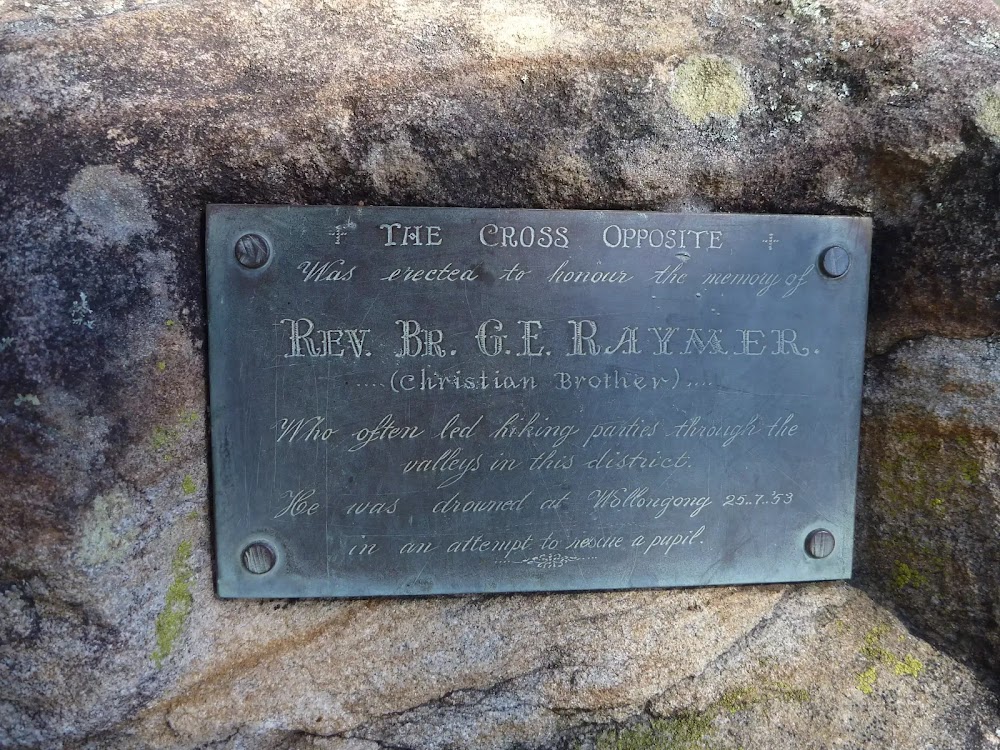 + THE CROSS OPPOSITE +
Was erected to honour the memory of
REV. BR. G.E. RAYMER.
.....(Christian Brother).....
Who often led hiking parties through the
valleys in this district.
He was drowned at Wollongong 25..7.'53
in an attempt to rescue a pupil.